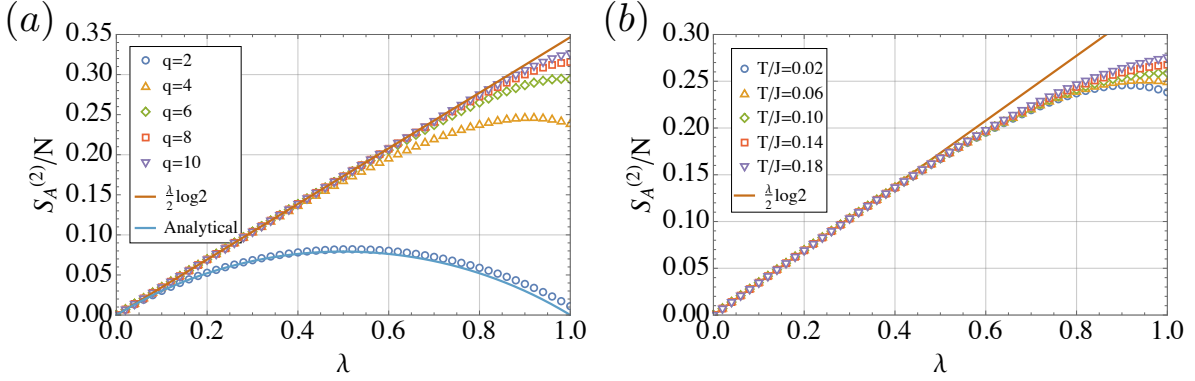 (a)
S_A^(2)/N
0.35
0.30
0.25
0.20
0.15
0.10
0.05
0.00
q=2
q=4
q=6
q=8
q=10
λ/2 log2
Analytical
0.0 0.2 0.4 0.6 0.8 1.0
λ
(b)
S_A^(2)/N
0.30
0.25
0.20
0.15
0.10
0.05
0.00
T/J=0.02
T/J=0.06
T/J=0.10
T/J=0.14
T/J=0.18
λ/2 log2
0.0 0.2 0.4 0.6 0.8 1.0
λ